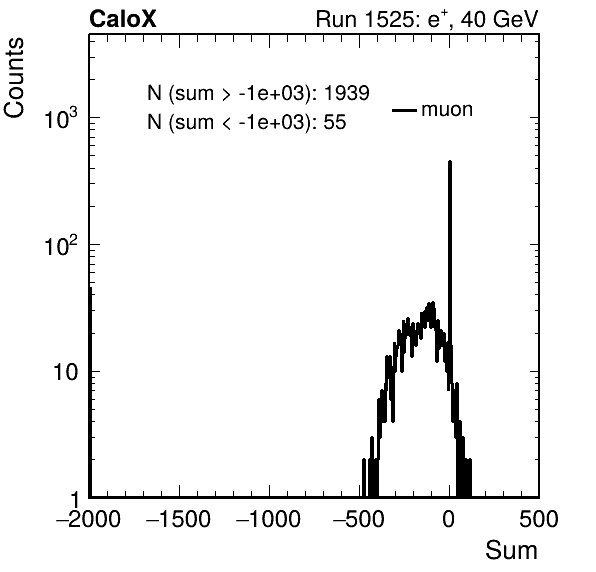 CaloX Run 1525: e+, 40 GeV
Counts
N (sum > -1e+03): 1939
N (sum < -1e+03): 55
muon
10³
10²
10
1
−2000 −1500 −1000 −500 0 500
Sum